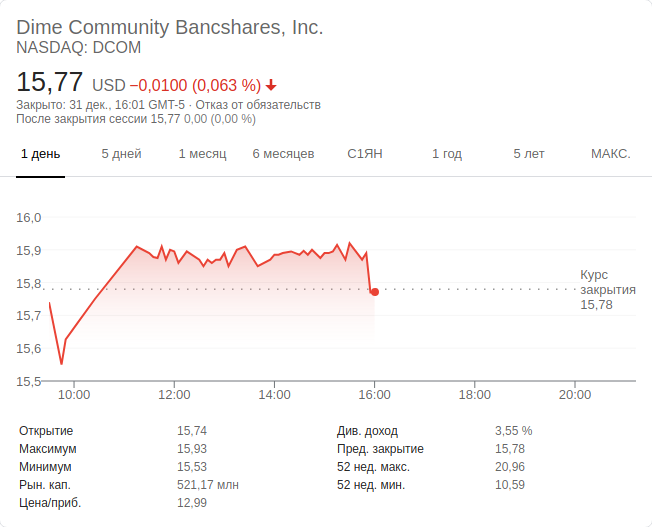 Dime Community Bancshares, Inc.
NASDAQ: DCOM
15,77 USD −0,0100 (0,063 %)
Закрыто: 31 дек., 16:01 GMT-5 · Отказ от обязательств
После закрытия сессии 15,77 0,00 (0,00 %)
1 день 5 дней 1 месяц 6 месяцев С1ЯН 1 год 5 лет МАКС.
16,0
15,9
15,8
15,7
15,6
15,5
Курс
закрытия
15,78
10:00 12:00 14:00 16:00 18:00 20:00
Открытие 15,74 Див. доход 3,55 %
Максимум 15,93 Пред. закрытие 15,78
Минимум 15,53 52 нед. макс. 20,96
Рын. кап. 521,17 млн 52 нед. мин. 10,59
Цена/приб. 12,99